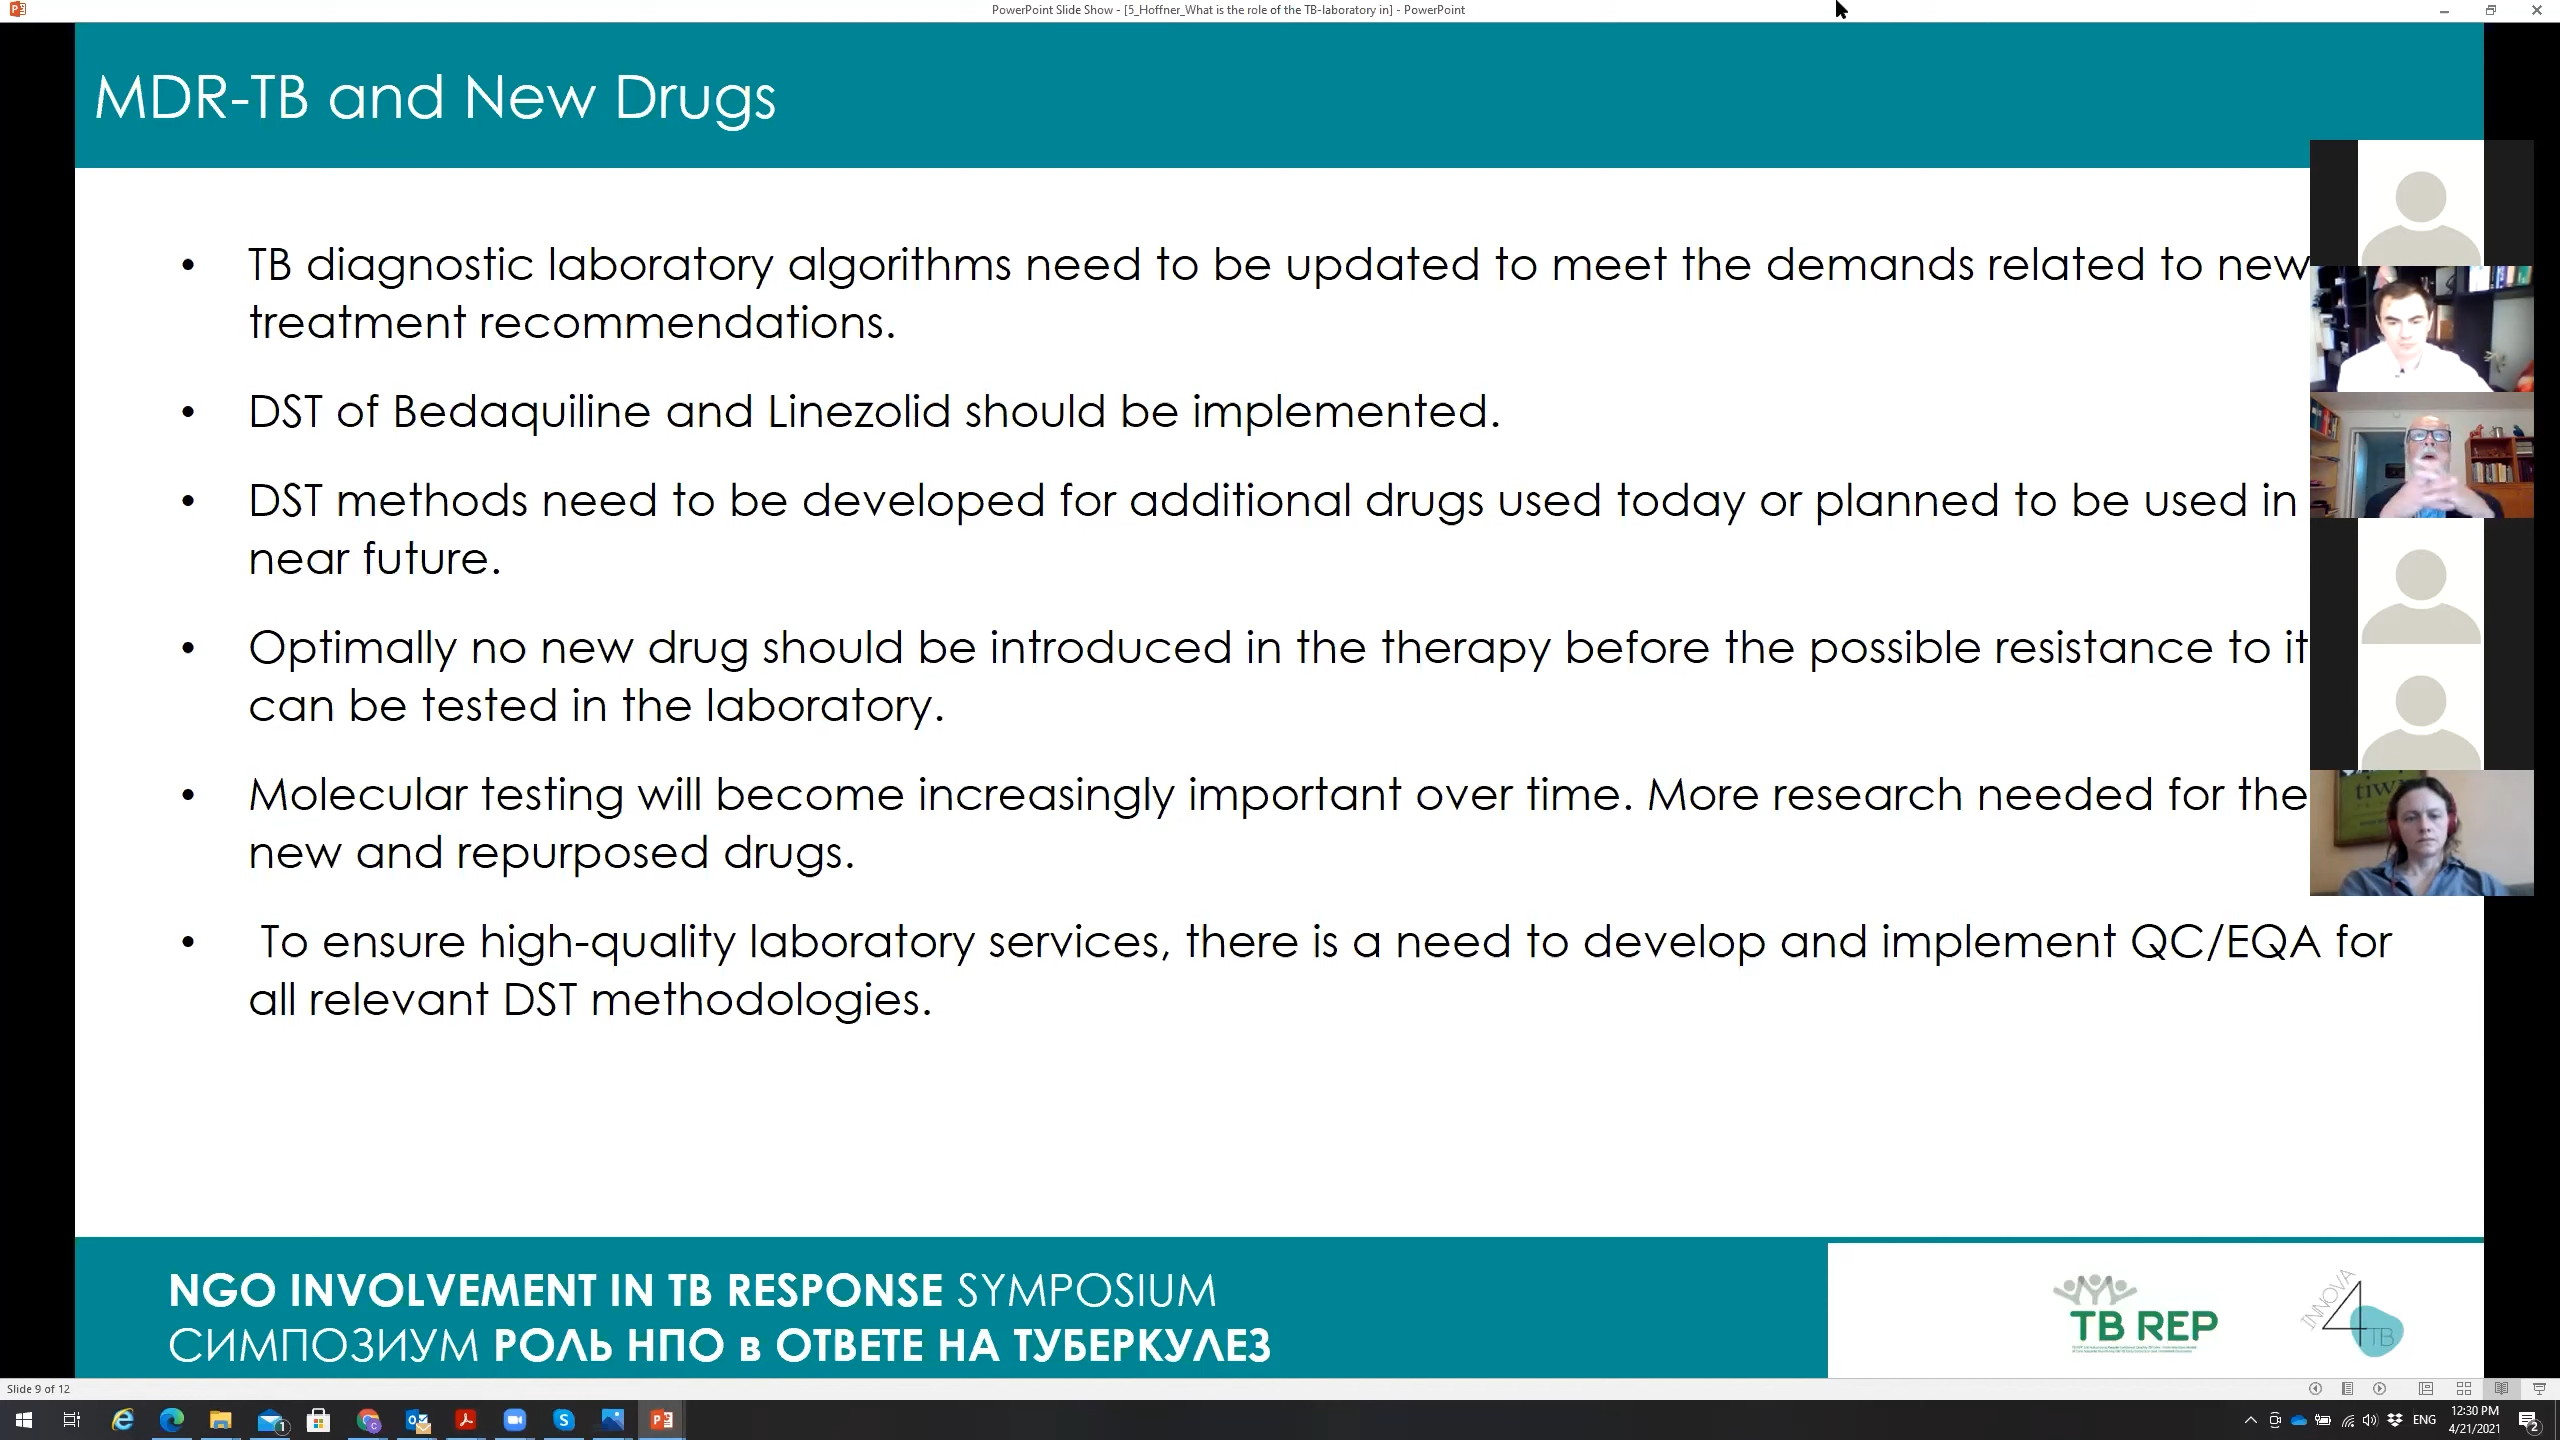 PowerPoint Slide Show - [5_Hoffner_What is the role of the TB-laboratory in] - PowerPoint
MDR-TB and New Drugs
• TB diagnostic laboratory algorithms need to be updated to meet the demands related to new
treatment recommendations.
• DST of Bedaquiline and Linezolid should be implemented.
• DST methods need to be developed for additional drugs used today or planned to be used in
near future.
• Optimally no new drug should be introduced in the therapy before the possible resistance to it
can be tested in the laboratory.
• Molecular testing will become increasingly important over time. More research needed for the
new and repurposed drugs.
• To ensure high-quality laboratory services, there is a need to develop and implement QC/EQA for
all relevant DST methodologies.
NGO INVOLVEMENT IN TB RESPONSE SYMPOSIUM
СИМПОЗИУМ РОЛЬ НПО в ОТВЕТЕ НА ТУБЕРКУЛЕЗ
TB REP
INNOVA
4
TB
Slide 9 of 12
ENG
12:30 PM
4/21/2021